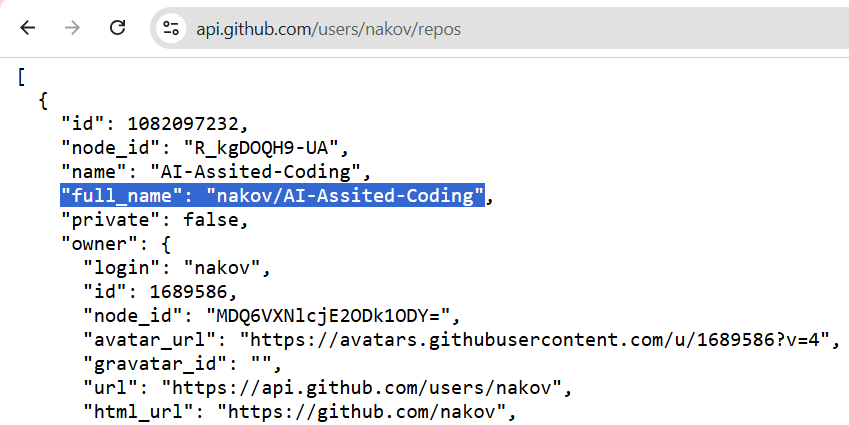 api.github.com/users/nakov/repos
[
{
"id": 1082097232,
"node_id": "R_kgDOQH9-UA",
"name": "AI-Assited-Coding",
"full_name": "nakov/AI-Assited-Coding",
"private": false,
"owner": {
"login": "nakov",
"id": 1689586,
"node_id": "MDQ6VXNlcjE2ODk1ODY=",
"avatar_url": "https://avatars.githubusercontent.com/u/1689586?v=4",
"gravatar_id": "",
"url": "https://api.github.com/users/nakov",
"html_url": "https://github.com/nakov",